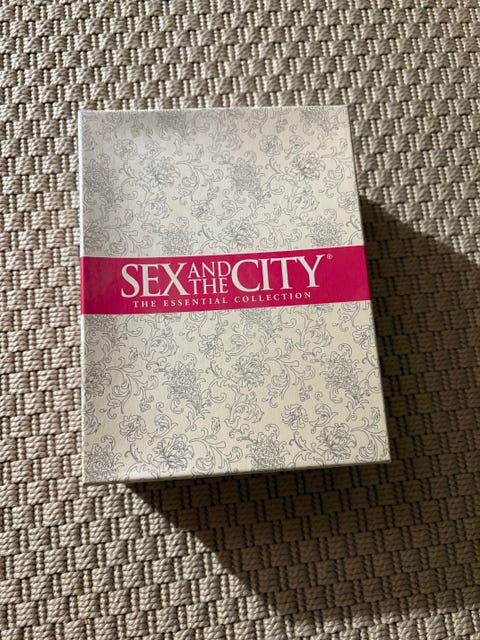 SEX AND THE CITY®
THE ESSENTIAL COLLECTION